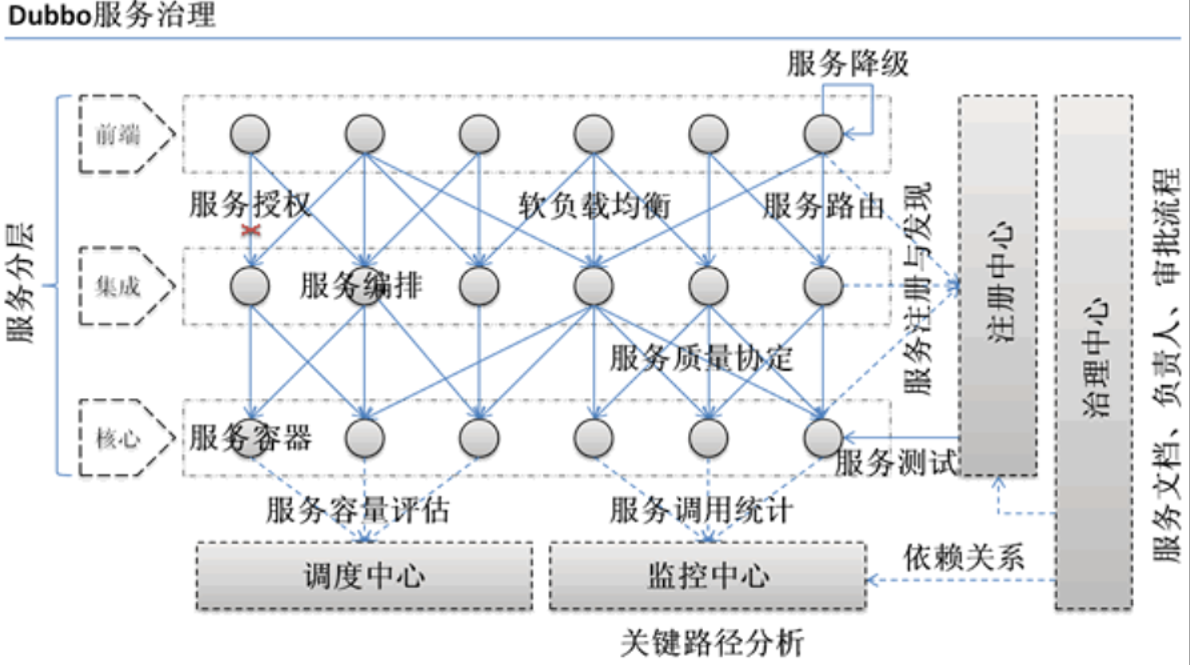 Dubbo服务治理
服务降级
前端
服务授权
软负载均衡
服务路由
服务分层
集成
服务编排
服务注册与发现
注册中心
治理中心
服务文档、负责人、审批流程
服务质量协定
核心
服务容器
服务测试
服务容量评估
服务调用统计
调度中心
监控中心
依赖关系
关键路径分析